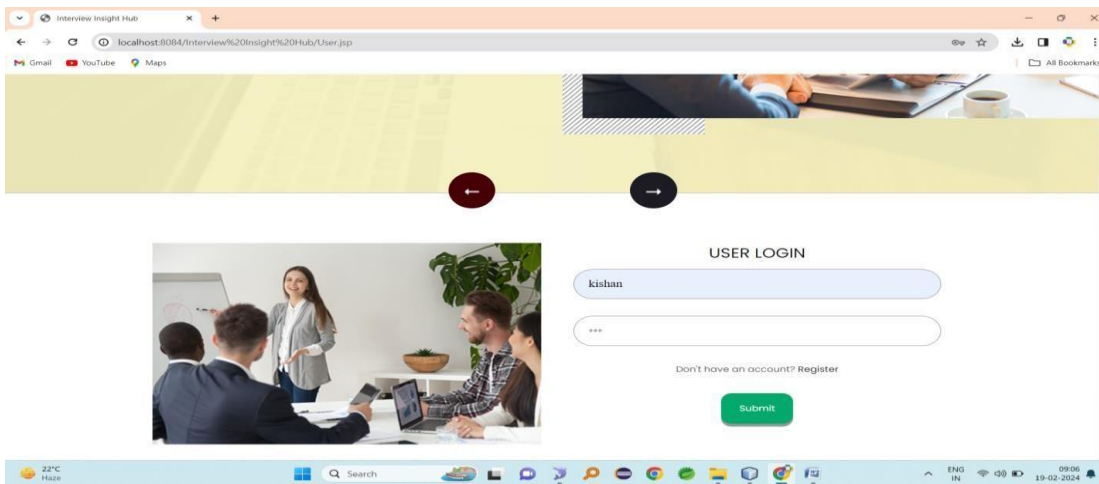 Interview Insight Hub
localhost:8084/Interview%20Insight%20Hub/User.jsp
Gmail YouTube Maps All Bookmarks
USER LOGIN
kishan
***
Don't have an account? Register
Submit
22°C
Haze
Search
ENG
IN
09:06
19-02-2024